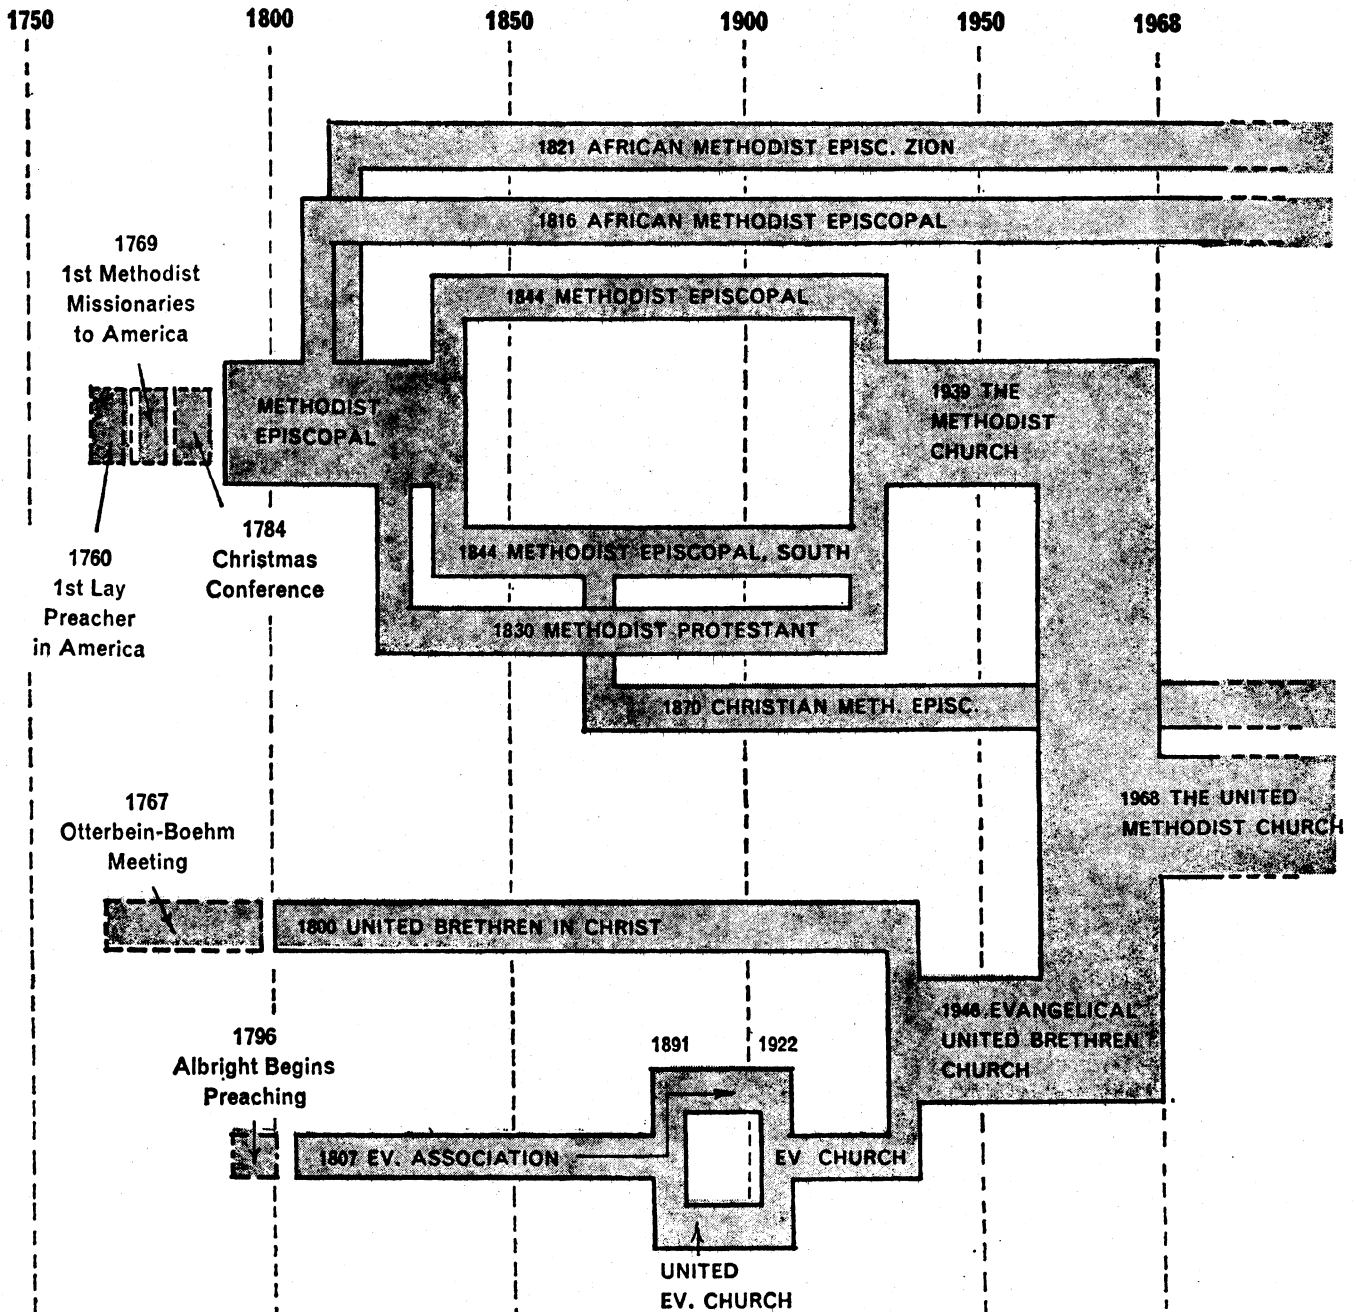 1750 1800 1850 1900 1950 1968
1821 AFRICAN METHODIST EPISC. ZION
1816 AFRICAN METHODIST EPISCOPAL
1769
1st Methodist
Missionaries
to America
1844 METHODIST EPISCOPAL
METHODIST
EPISCOPAL
1939 THE
METHODIST
CHURCH
1784
Christmas
Conference
1760
1st Lay
Preacher
in America
1844 METHODIST EPISCOPAL, SOUTH
1830 METHODIST PROTESTANT
1870 CHRISTIAN METH. EPISC.
1968 THE UNITED
METHODIST CHURCH
1767
Otterbein-Boehm
Meeting
1800 UNITED BRETHREN IN CHRIST
1946 EVANGELICAL
UNITED BRETHREN
CHURCH
1796
Albright Begins
Preaching
1891 1922
1807 EV. ASSOCIATION
EV CHURCH
UNITED
EV. CHURCH